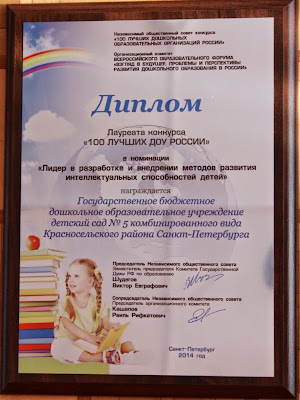 Независимый общественный совет конкурса
«100 ЛУЧШИХ ДОШКОЛЬНЫХ
ОБРАЗОВАТЕЛЬНЫХ ОРГАНИЗАЦИЙ РОССИИ»
Организационный комитет
ВСЕРОССИЙСКОГО ОБРАЗОВАТЕЛЬНОГО ФОРУМА
«ВЗГЛЯД В БУДУЩЕЕ. ПРОБЛЕМЫ И ПЕРСПЕКТИВЫ
РАЗВИТИЯ ДОШКОЛЬНОГО ОБРАЗОВАНИЯ В РОССИИ»
Диплом
Лауреата конкурса
«100 ЛУЧШИХ ДОУ РОССИИ»
в номинации
«Лидер в разработке и внедрении методов развития
интеллектуальных способностей детей»
награждается
Государственное бюджетное
дошкольное образовательное учреждение
детский сад № 5 комбинированного вида
Красносельского района Санкт-Петербурга
Председатель Независимого общественного совета
Заместитель председателя Комитета Государственной
Думы РФ по образованию
Шудегов
Виктор Евграфович
Сопредседатель Независимого общественного совета
Председатель организационного комитета
Кашапов
Раиль Рифкатович
Санкт-Петербург
2014 год